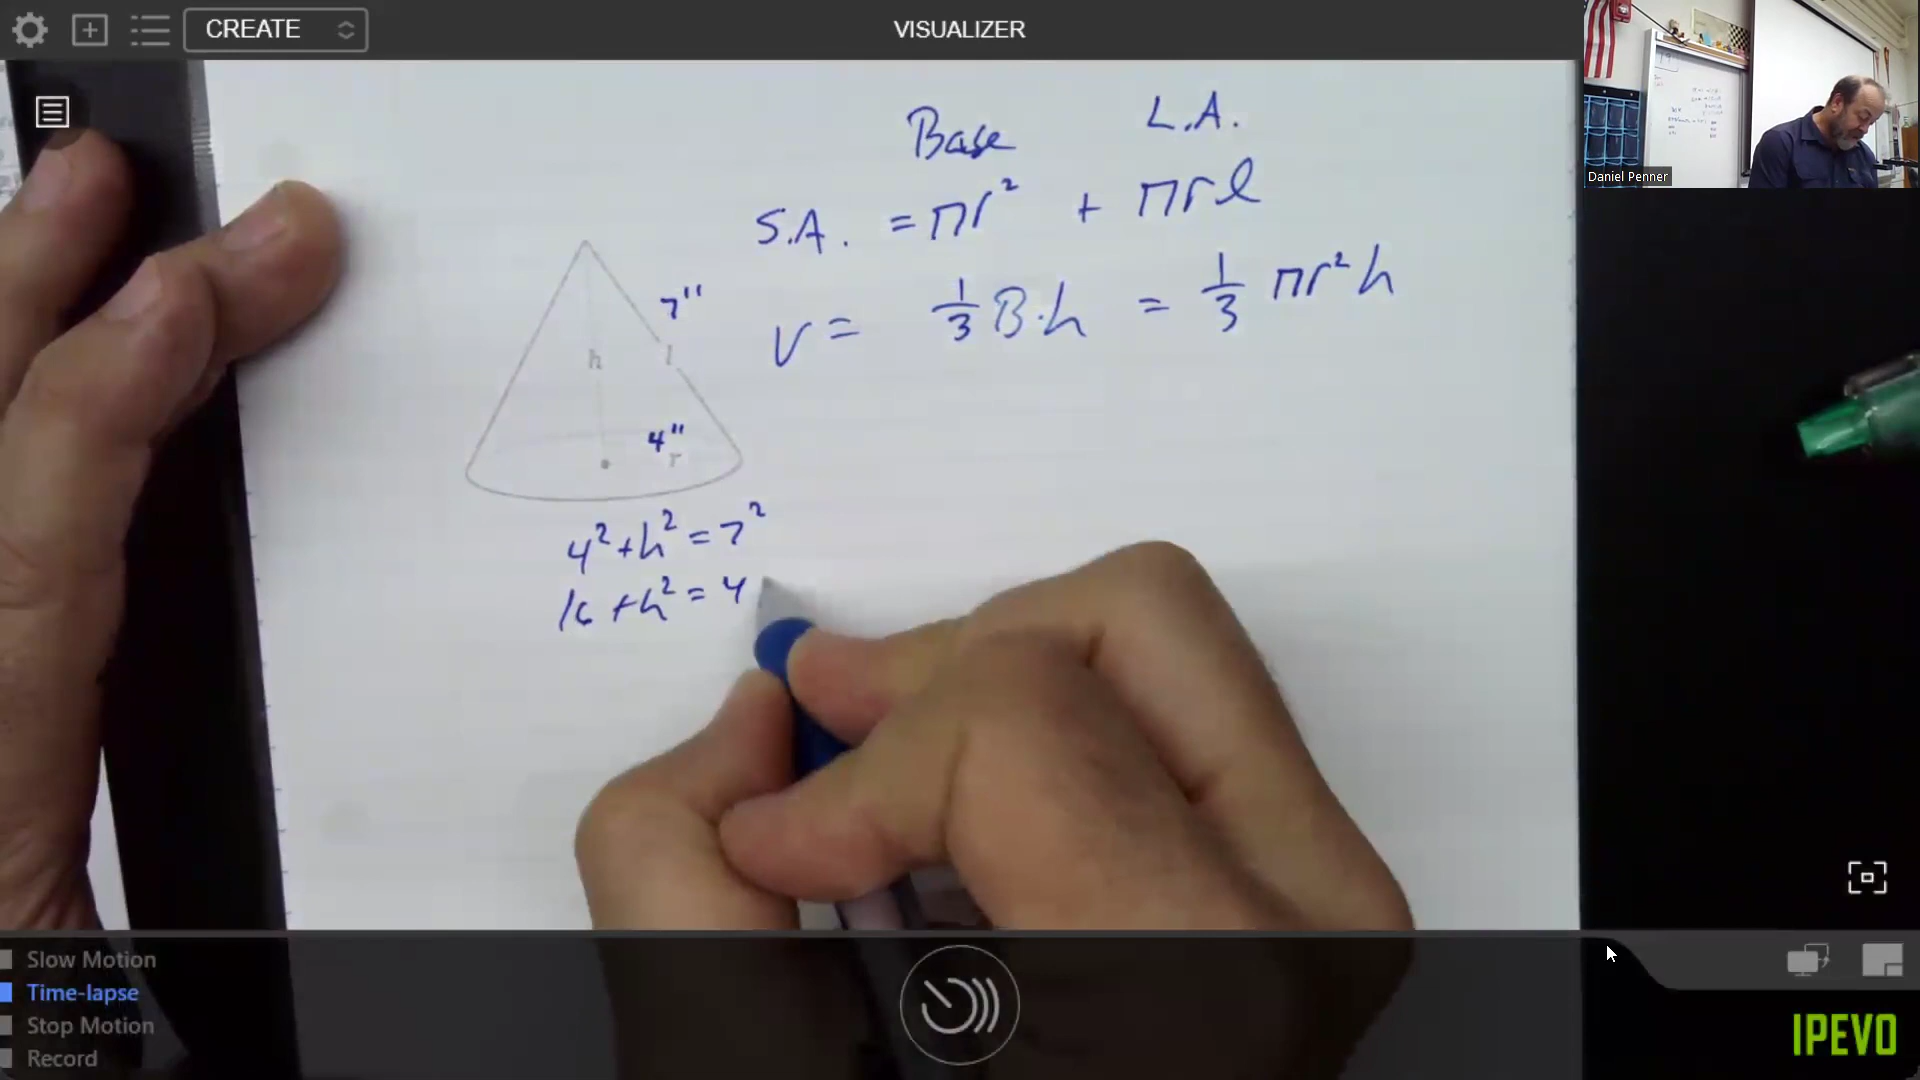 CREATE
VISUALIZER
Daniel Penner
Base L.A.
S.A. = πr² + πrl
V = 1/3 B·h = 1/3 πr²h
7"
h
l
4"
r
4² + h² = 7²
16 + h² = 4
Slow Motion
Time-lapse
Stop Motion
Record
IPEVO